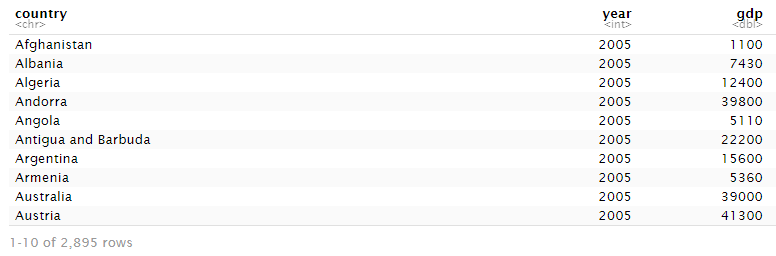 country year gdp
<chr> <int> <dbl>
Afghanistan 2005 1100
Albania 2005 7430
Algeria 2005 12400
Andorra 2005 39800
Angola 2005 5110
Antigua and Barbuda 2005 22200
Argentina 2005 15600
Armenia 2005 5360
Australia 2005 39000
Austria 2005 41300
1-10 of 2,895 rows